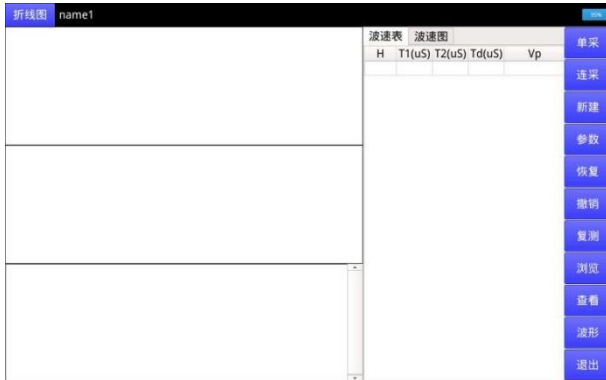 折线图 name1 35%
波速表 波速图
H T1(uS) T2(uS) Td(uS) Vp
单采
连采
新建
参数
恢复
撤销
复测
浏览
查看
波形
退出